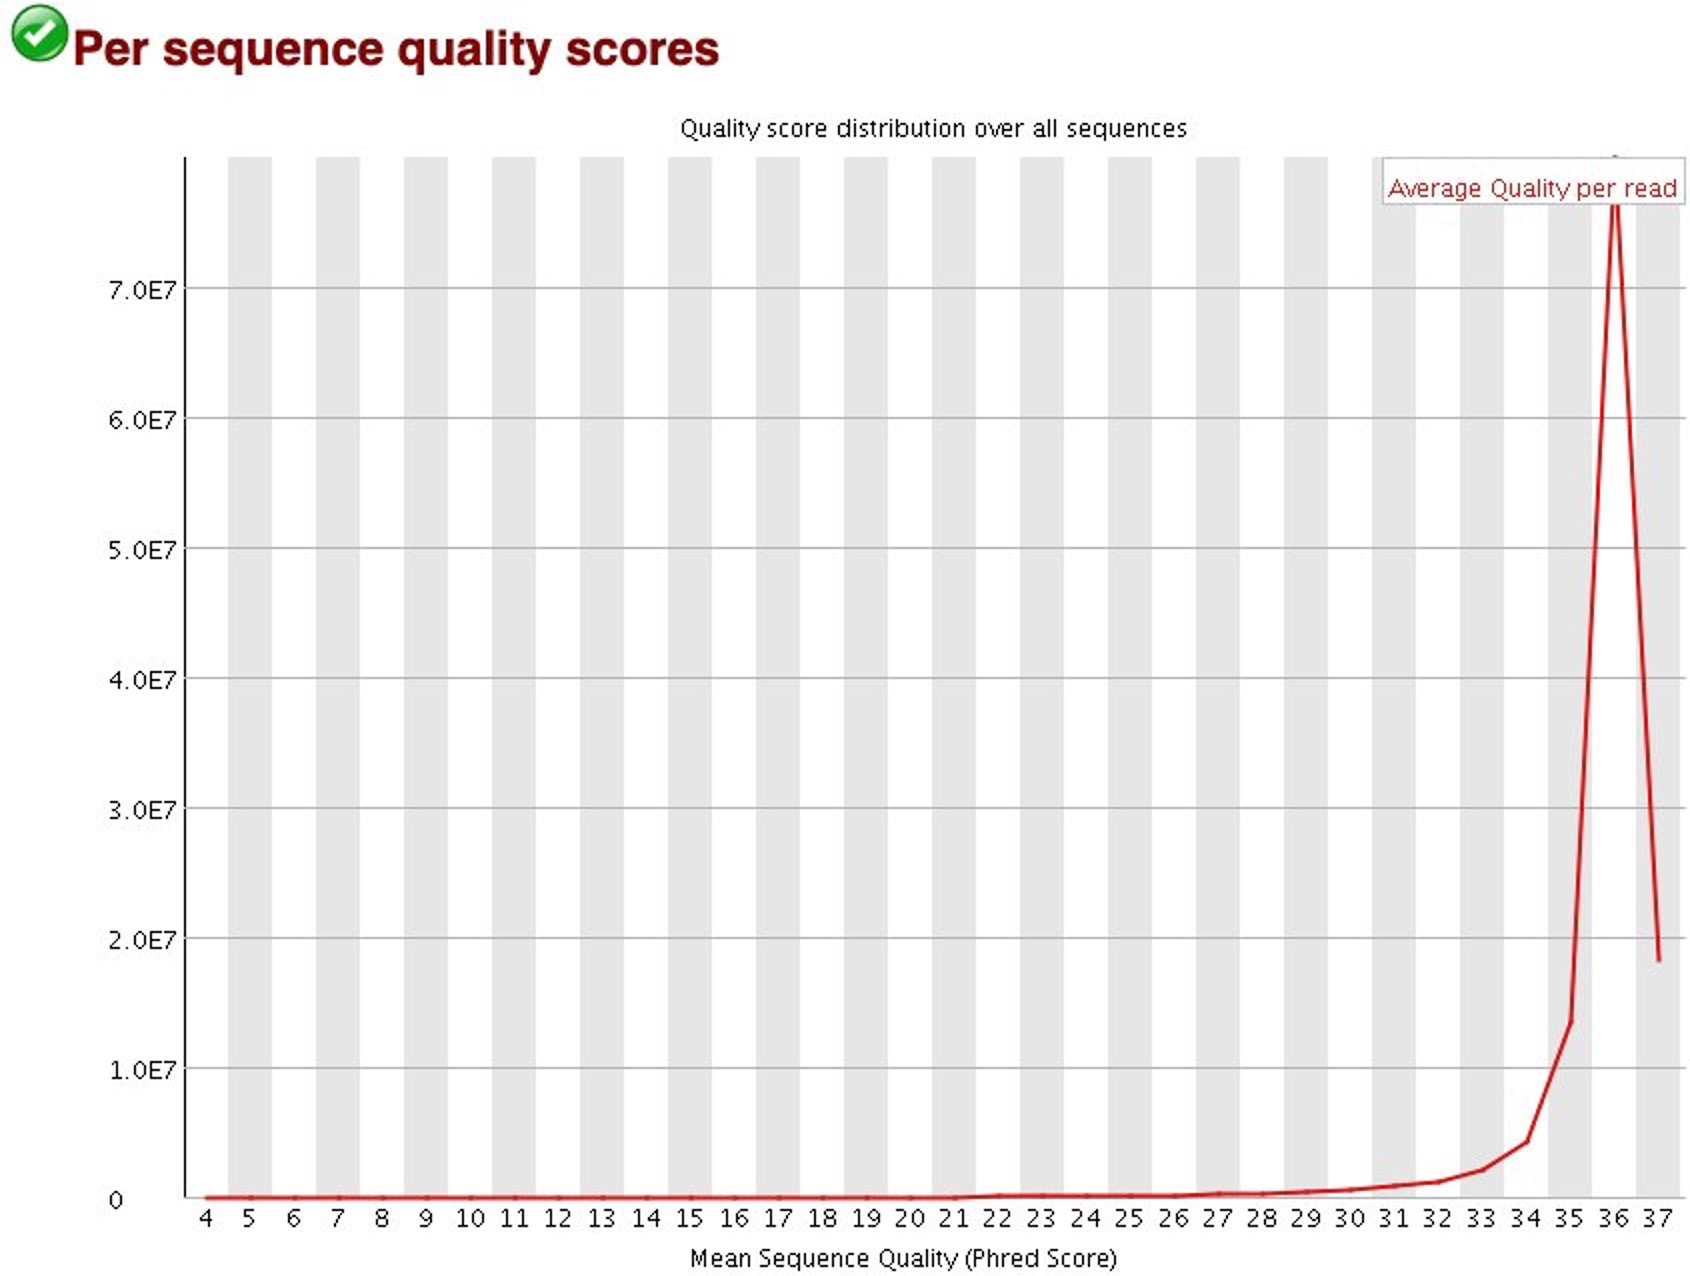 Per sequence quality scores
Quality score distribution over all sequences
Average Quality per read
7.0E7
6.0E7
5.0E7
4.0E7
3.0E7
2.0E7
1.0E7
0
4 5 6 7 8 9 10 11 12 13 14 15 16 17 18 19 20 21 22 23 24 25 26 27 28 29 30 31 32 33 34 35 36 37
Mean Sequence Quality (Phred Score)